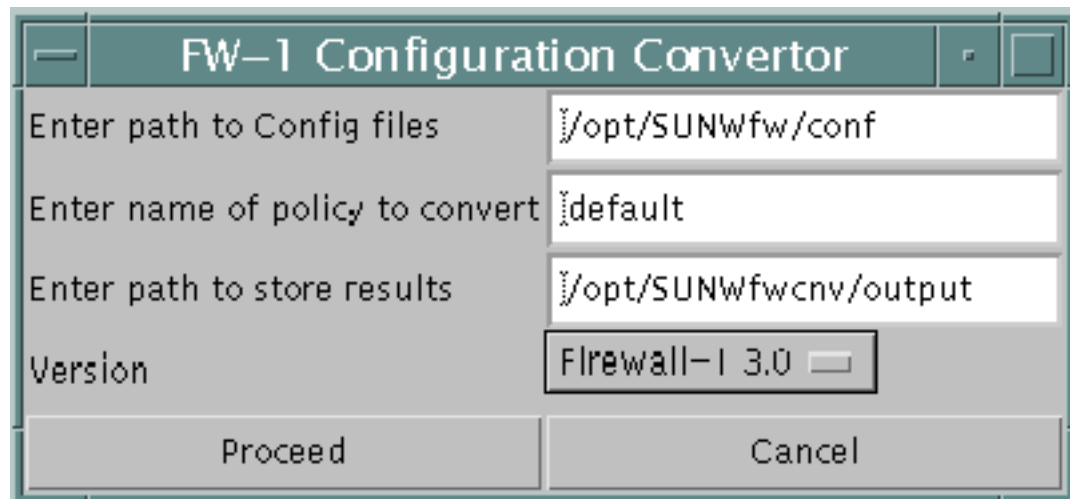 FW-1 Configuration Convertor
Enter path to Config files /opt/SUNWfw/conf
Enter name of policy to convert default
Enter path to store results /opt/SUNWfwcnv/output
Version Firewall-1 3.0
Proceed Cancel